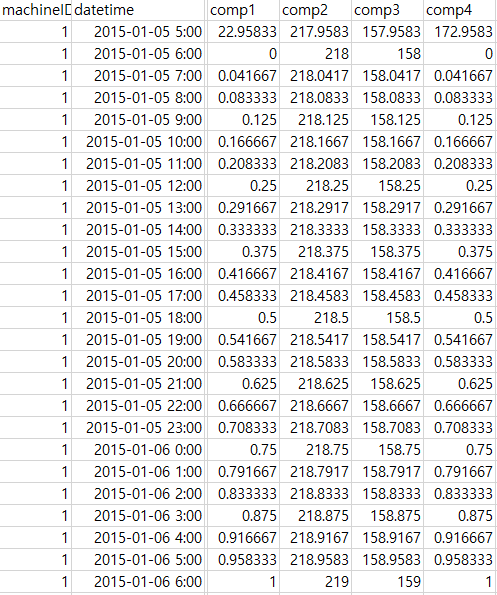 machineID datetime comp1 comp2 comp3 comp4
1 2015-01-05 5:00 22.95833 217.9583 157.9583 172.9583
1 2015-01-05 6:00 0 218 158 0
1 2015-01-05 7:00 0.041667 218.0417 158.0417 0.041667
1 2015-01-05 8:00 0.083333 218.0833 158.0833 0.083333
1 2015-01-05 9:00 0.125 218.125 158.125 0.125
1 2015-01-05 10:00 0.166667 218.1667 158.1667 0.166667
1 2015-01-05 11:00 0.208333 218.2083 158.2083 0.208333
1 2015-01-05 12:00 0.25 218.25 158.25 0.25
1 2015-01-05 13:00 0.291667 218.2917 158.2917 0.291667
1 2015-01-05 14:00 0.333333 218.3333 158.3333 0.333333
1 2015-01-05 15:00 0.375 218.375 158.375 0.375
1 2015-01-05 16:00 0.416667 218.4167 158.4167 0.416667
1 2015-01-05 17:00 0.458333 218.4583 158.4583 0.458333
1 2015-01-05 18:00 0.5 218.5 158.5 0.5
1 2015-01-05 19:00 0.541667 218.5417 158.5417 0.541667
1 2015-01-05 20:00 0.583333 218.5833 158.5833 0.583333
1 2015-01-05 21:00 0.625 218.625 158.625 0.625
1 2015-01-05 22:00 0.666667 218.6667 158.6667 0.666667
1 2015-01-05 23:00 0.708333 218.7083 158.7083 0.708333
1 2015-01-06 0:00 0.75 218.75 158.75 0.75
1 2015-01-06 1:00 0.791667 218.7917 158.7917 0.791667
1 2015-01-06 2:00 0.833333 218.8333 158.8333 0.833333
1 2015-01-06 3:00 0.875 218.875 158.875 0.875
1 2015-01-06 4:00 0.916667 218.9167 158.9167 0.916667
1 2015-01-06 5:00 0.958333 218.9583 158.9583 0.958333
1 2015-01-06 6:00 1 219 159 1